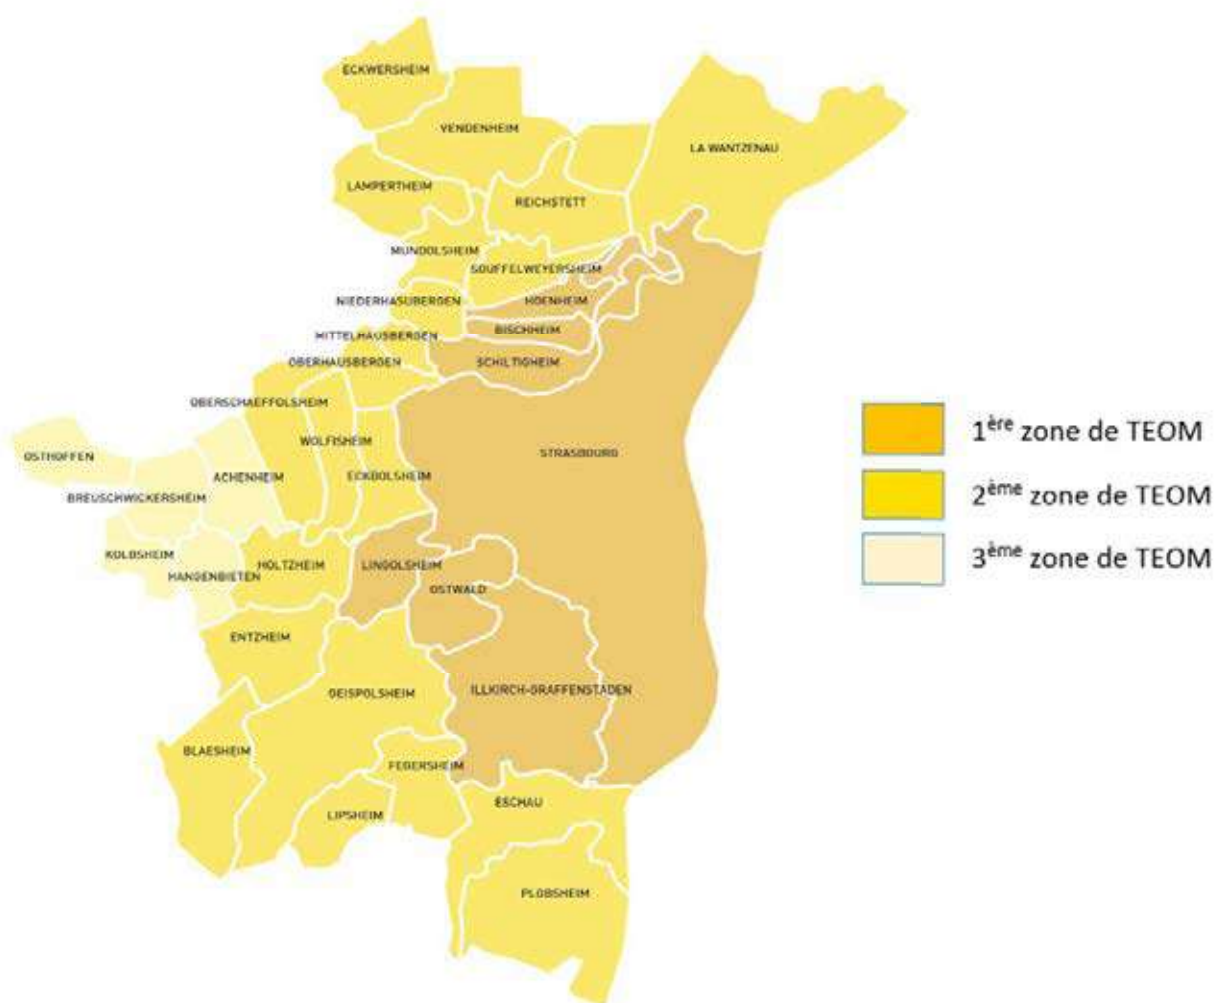 ECKWERSHEIM
VENDENHEIM
LA WANTZENAU
LAMPERTHEIM
REICHSTETT
MUNDOLSHEIM
SOUFFELWEYERSHEIM
NIEDERHASUBERGEN
HOENHEIM
MITTELHAUSBERGEN
BISCHHEIM
OBERHAUSBERGEN
SCHILTIGHEIM
OBERSCHAEFFOLSHEIM
WOLFISHEIM
STRASBOURG
OSTHOFFEN
ACHENHEIM
ECKBOLSHEIM
BREUSCHWICKERSHEIM
KOLBSHEIM
HANGENBIETEN
HOLTZHEIM
LINGOLSHEIM
OSTWALD
ENTZHEIM
GEISPOLSHEIM
ILLKIRCH-GRAFFENSTADEN
BLAESHEIM
FEGERSHEIM
LIPSHEIM
ESCHAU
PLOBSHEIM
1ère zone de TEOM
2ème zone de TEOM
3ème zone de TEOM